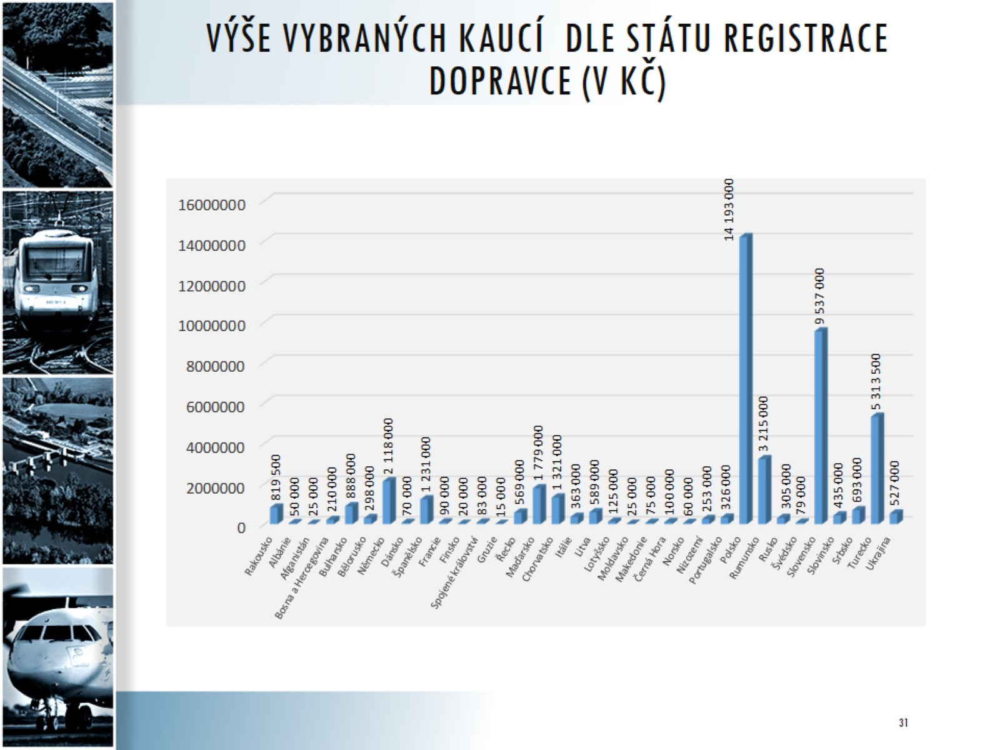 VÝŠE VYBRANÝCH KAUCÍ DLE STÁTU REGISTRACE
DOPRAVCE (V KČ)
16000000
14000000
12000000
10000000
8000000
6000000
4000000
2000000
0
819 500
50 000
25 000
210 000
888 000
298 000
2 118 000
70 000
1 231 000
90 000
20 000
83 000
15 000
569 000
1 779 000
1 321 000
363 000
589 000
125 000
25 000
75 000
100 000
60 000
253 000
326 000
14 193 000
3 215 000
305 000
79 000
9 537 000
435 000
693 000
5 313 500
527 000
Rakousko
Albánie
Afganistán
Bosna a Hercegovina
Bulharsko
Bělorusko
Německo
Dánsko
Španělsko
Francie
Finsko
Spojené království
Gruzie
Řecko
Maďarsko
Chorvatsko
Itálie
Litva
Lotyšsko
Moldavsko
Makedonie
Černá Hora
Norsko
Nizozemí
Portugalsko
Polsko
Rumunsko
Rusko
Švédsko
Slovensko
Slovinsko
Srbsko
Turecko
Ukrajina
31